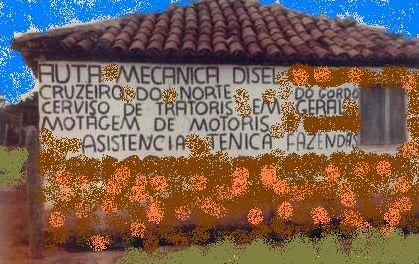 AUTA MECANICA DISEL
CRUZEIRO DO NORTE DO GORDO
CERVISO DE TRATORIS EM GERAL
MOTAGEM DE MOTORIS
ASISTENCIA TENICA FAZENDAS